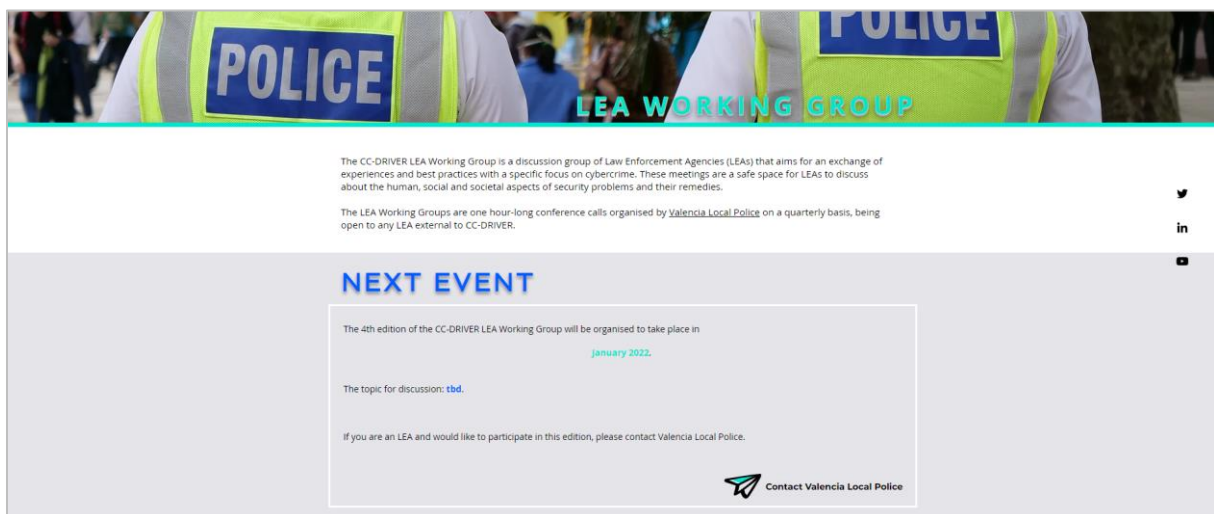 POLICE
POLICE
LEA WORKING GROUP
The CC-DRIVER LEA Working Group is a discussion group of Law Enforcement Agencies (LEAs) that aims for an exchange of
experiences and best practices with a specific focus on cybercrime. These meetings are a safe space for LEAs to discuss
about the human, social and societal aspects of security problems and their remedies.
The LEA Working Groups are one hour-long conference calls organised by Valencia Local Police on a quarterly basis, being
open to any LEA external to CC-DRIVER.
in
NEXT EVENT
The 4th edition of the CC-DRIVER LEA Working Group will be organised to take place in
January 2022.
The topic for discussion: tbd.
If you are an LEA and would like to participate in this edition, please contact Valencia Local Police.
Contact Valencia Local Police